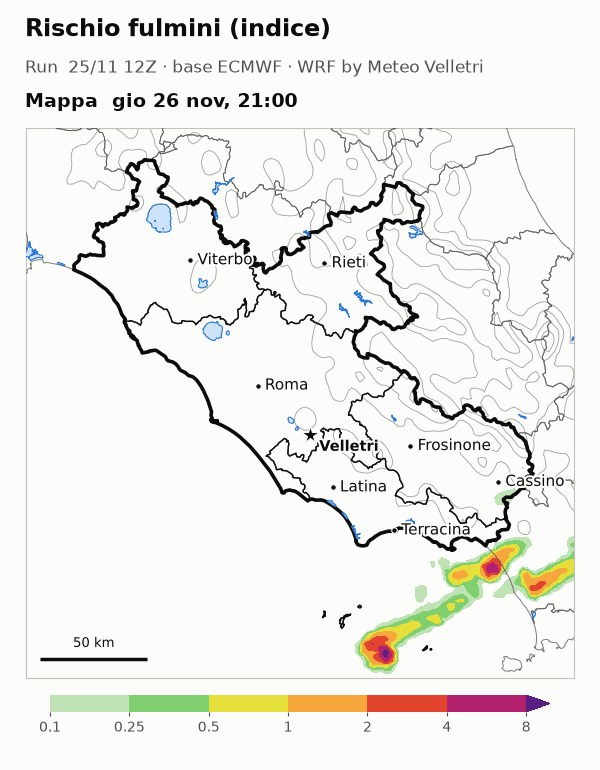 Rischio fulmini (indice)
Run  25/11 12Z · base ECMWF · WRF by Meteo Velletri
Mappa  gio 26 nov, 21:00
Viterbo
Rieti
Roma
Velletri
Frosinone
Cassino
Latina
Terracina
50 km
0.1 0.25 0.5 1 2 4 8